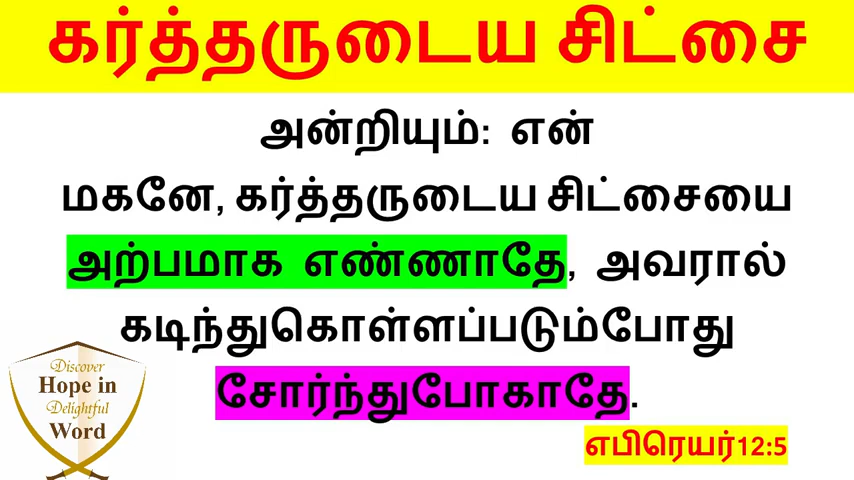 கர்த்தருடைய சிட்சை
அன்றியும்: என்
மகனே, கர்த்தருடைய சிட்சையை
அற்பமாக எண்ணாதே, அவரால்
கடிந்துகொள்ளப்படும்போது
சோர்ந்துபோகாதே.
எபிரெயர்12:5
Discover
Hope in
Delightful
Word